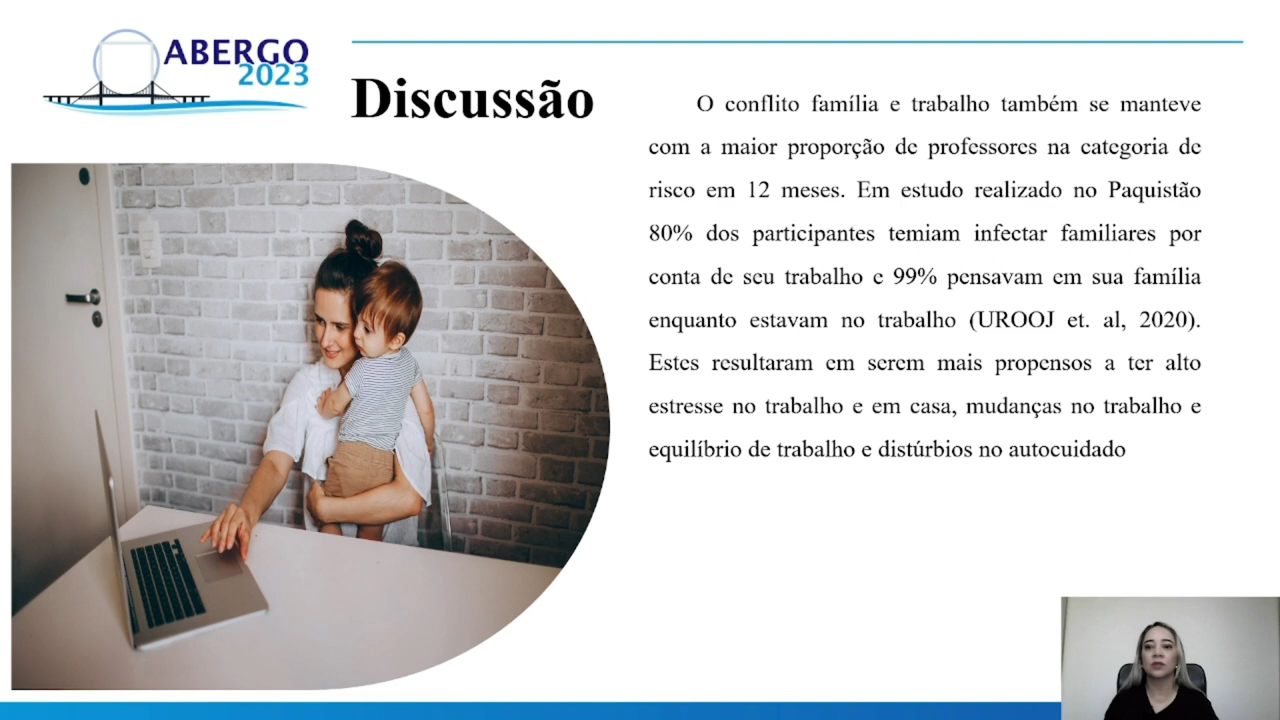 ABERGO
2023
Discussão
O conflito família e trabalho também se manteve
com a maior proporção de professores na categoria de
risco em 12 meses. Em estudo realizado no Paquistão
80% dos participantes temiam infectar familiares por
conta de seu trabalho e 99% pensavam em sua família
enquanto estavam no trabalho (UROOJ et. al, 2020).
Estes resultaram em serem mais propensos a ter alto
estresse no trabalho e em casa, mudanças no trabalho e
equilíbrio de trabalho e distúrbios no autocuidado